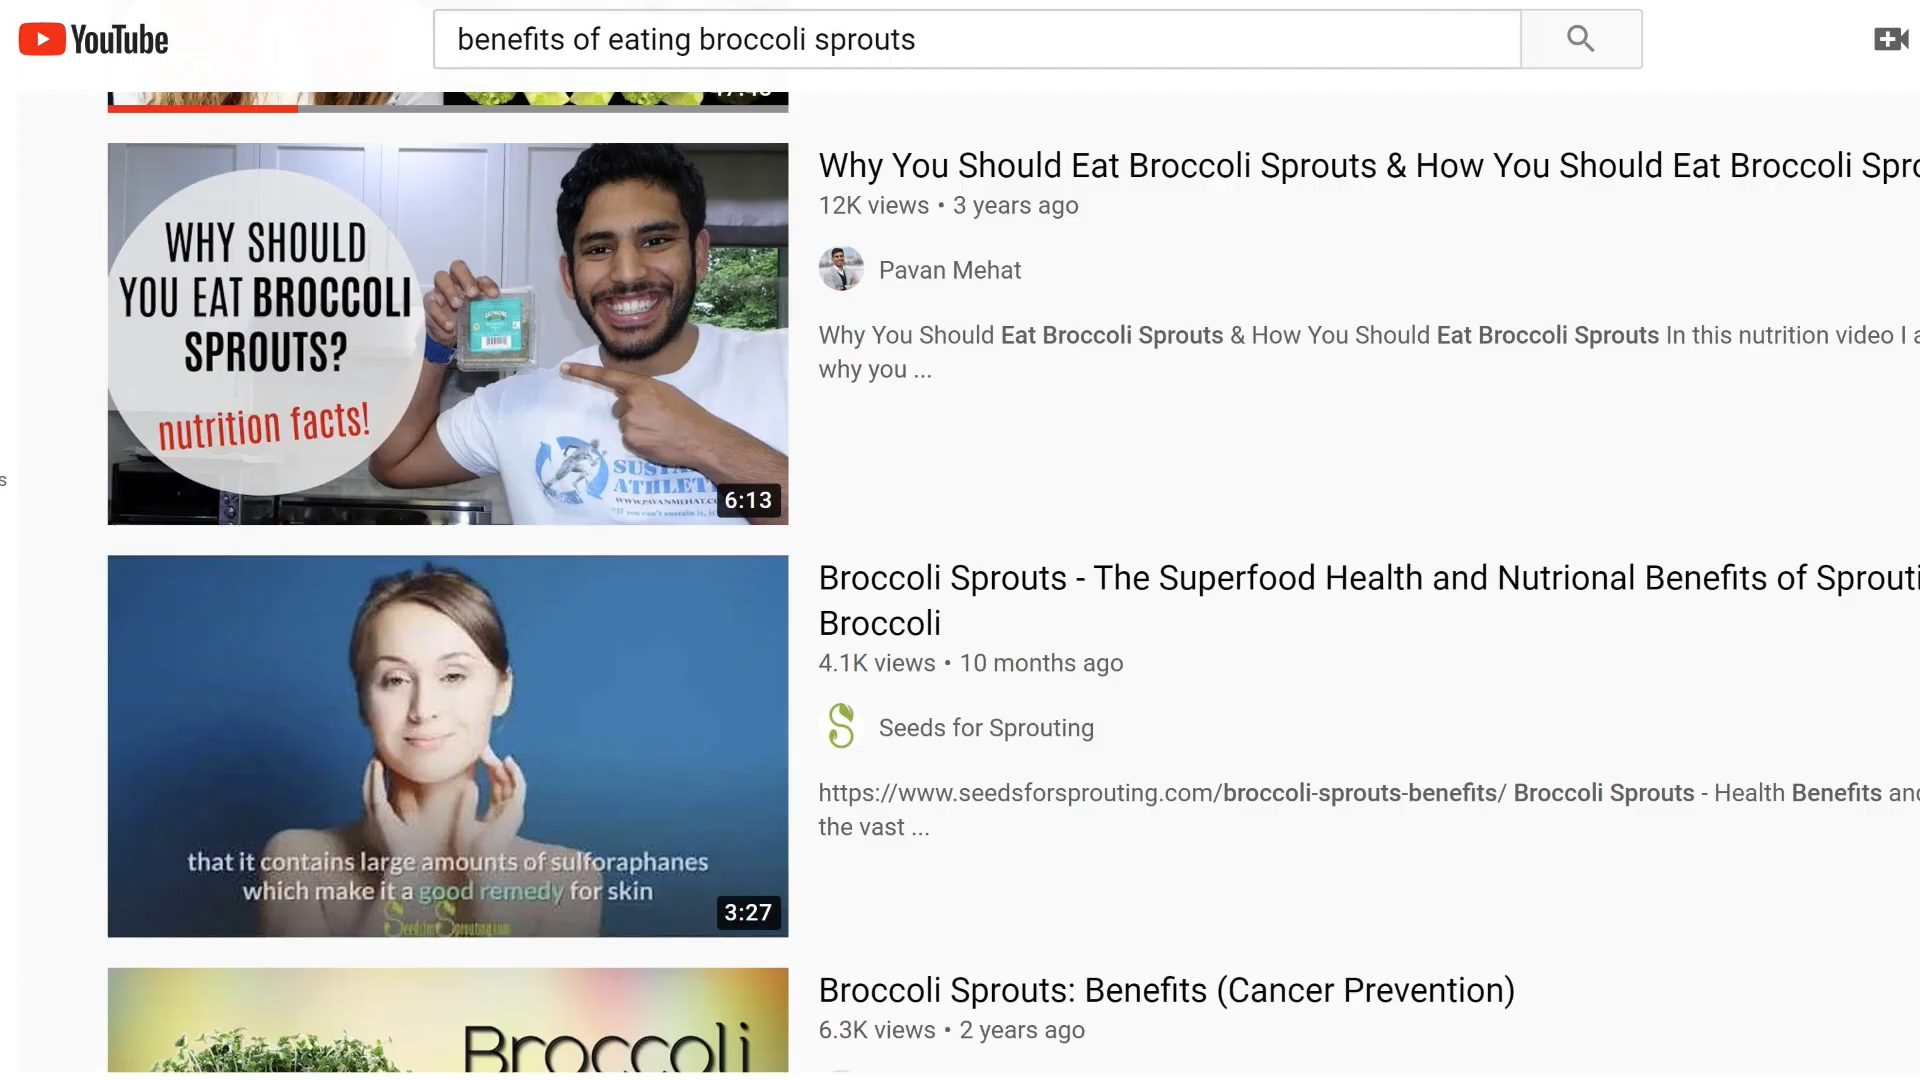 YouTube
benefits of eating broccoli sprouts
Why You Should Eat Broccoli Sprouts & How You Should Eat Broccoli Spro
12K views • 3 years ago
WHY SHOULD
YOU EAT BROCCOLI
SPROUTS?
nutrition facts!
Pavan Mehat
Why You Should Eat Broccoli Sprouts & How You Should Eat Broccoli Sprouts In this nutrition video I a
why you ...
s
6:13
Broccoli Sprouts - The Superfood Health and Nutrional Benefits of Sprouti
Broccoli
4.1K views • 10 months ago
Seeds for Sprouting
https://www.seedsforsprouting.com/broccoli-sprouts-benefits/ Broccoli Sprouts - Health Benefits and
the vast ...
that it contains large amounts of sulforaphanes
which make it a good remedy for skin
SeedsforSprouting.com
3:27
Broccoli Sprouts: Benefits (Cancer Prevention)
6.3K views • 2 years ago
Broccoli